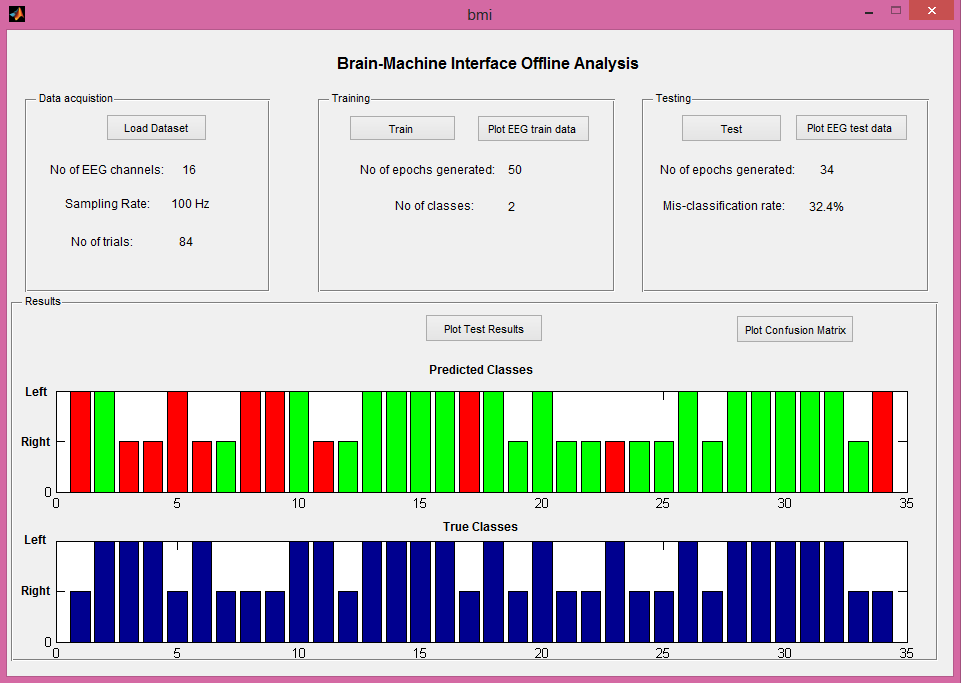 bmi
Brain-Machine Interface Offline Analysis
Data acquistion
Load Dataset
No of EEG channels: 16
Sampling Rate: 100 Hz
No of trials: 84
Training
Train Plot EEG train data
No of epochs generated: 50
No of classes: 2
Testing
Test Plot EEG test data
No of epochs generated: 34
Mis-classification rate: 32.4%
Results
Plot Test Results Plot Confusion Matrix
Predicted Classes
Left
Right
0
0 5 10 15 20 25 30 35
True Classes
Left
Right
0
0 5 10 15 20 25 30 35